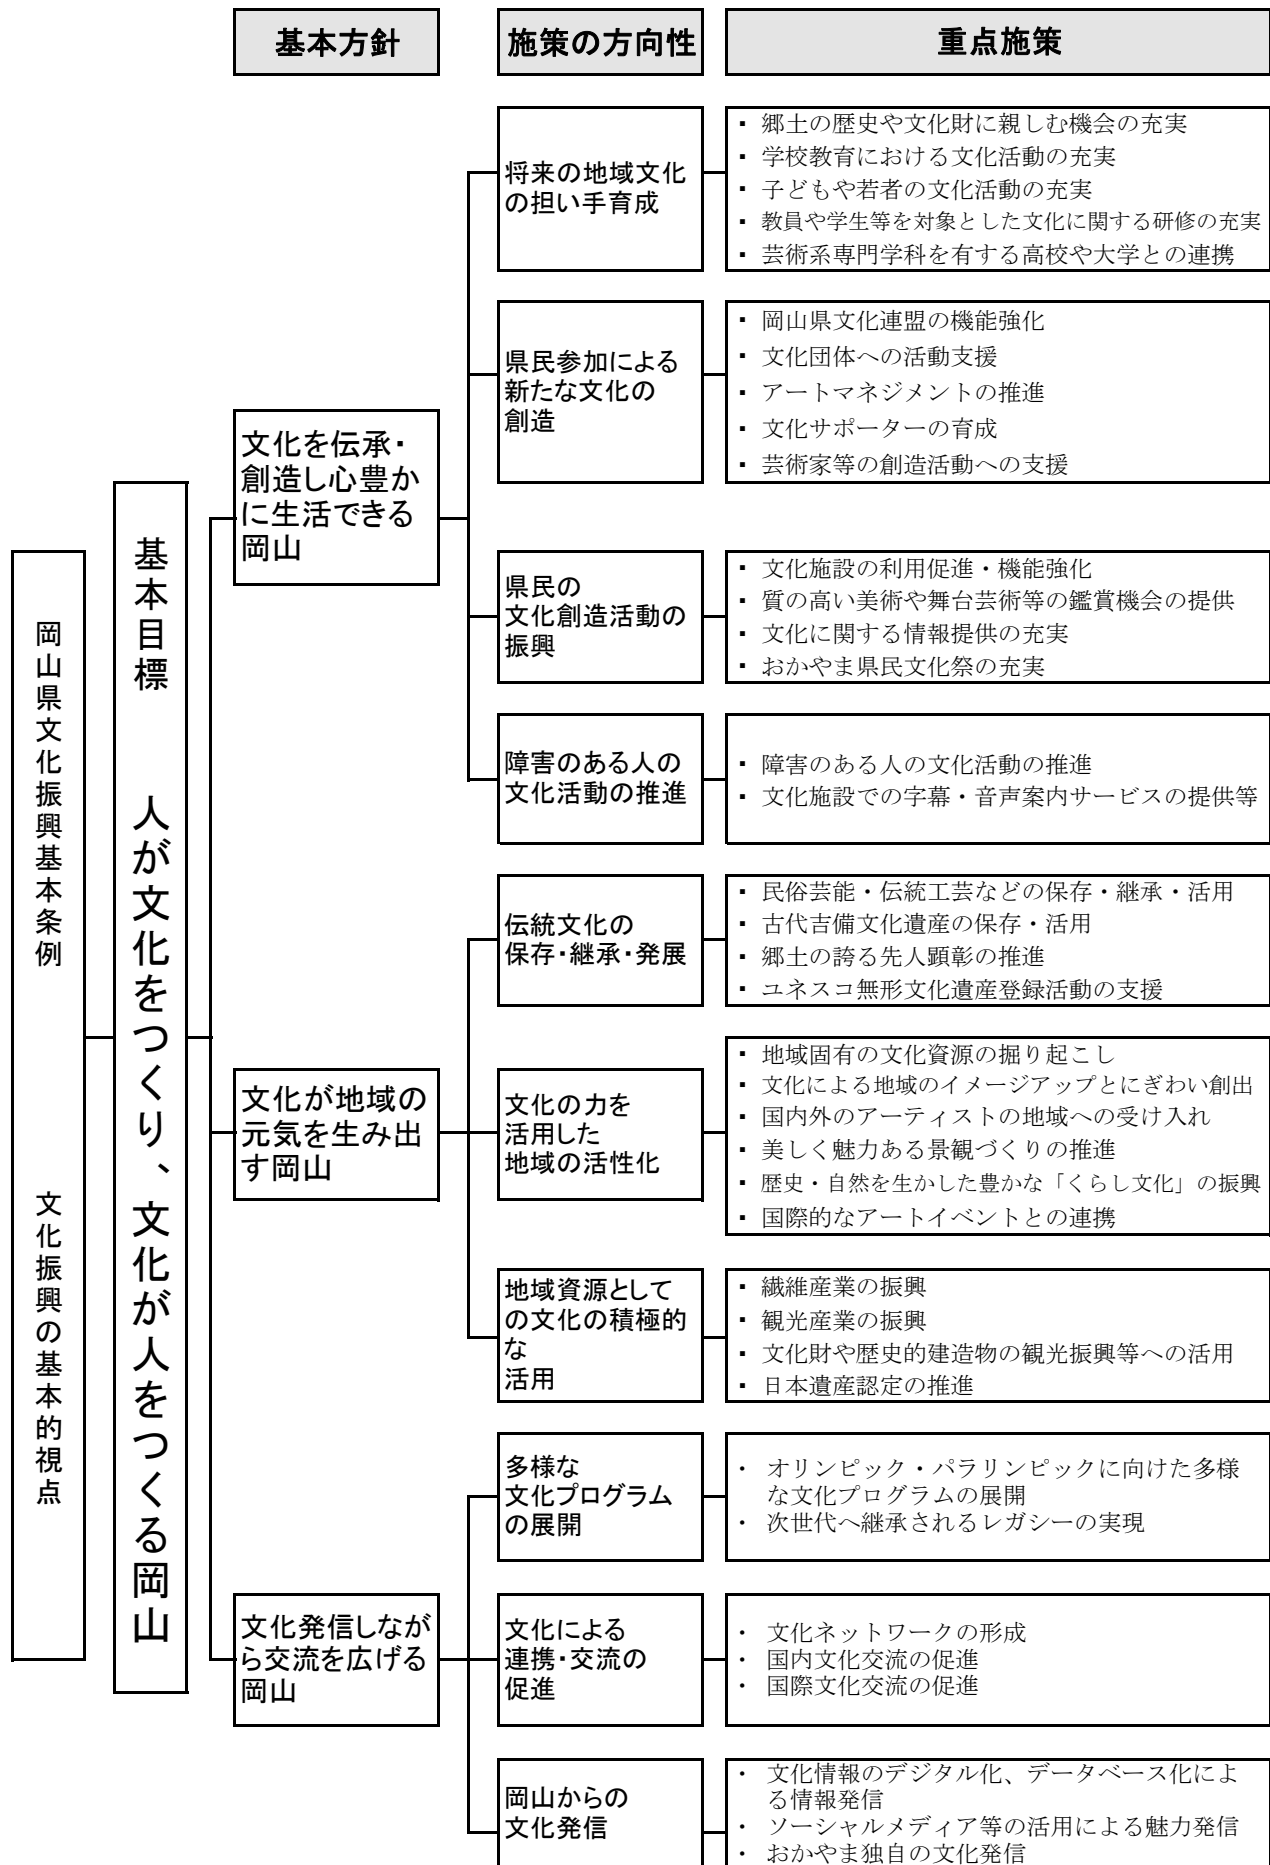 基本方針
施策の方向性
重点施策
岡山県文化振興基本条例
文化振興の基本的視点
基本目標
人が文化をつくり、文化が人をつくる岡山
文化を伝承・
創造し心豊か
に生活できる
岡山
将来の地域文化
の担い手育成
▪ 郷土の歴史や文化財に親しむ機会の充実
▪ 学校教育における文化活動の充実
▪ 子どもや若者の文化活動の充実
▪ 教員や学生等を対象とした文化に関する研修の充実
▪ 芸術系専門学科を有する高校や大学との連携
県民参加による
新たな文化の
創造
▪ 岡山県文化連盟の機能強化
▪ 文化団体への活動支援
▪ アートマネジメントの推進
▪ 文化サポーターの育成
▪ 芸術家等の創造活動への支援
県民の
文化創造活動の
振興
▪ 文化施設の利用促進・機能強化
▪ 質の高い美術や舞台芸術等の鑑賞機会の提供
▪ 文化に関する情報提供の充実
▪ おかやま県民文化祭の充実
障害のある人の
文化活動の推進
▪ 障害のある人の文化活動の推進
▪ 文化施設での字幕・音声案内サービスの提供等
文化が地域の
元気を生み出
す岡山
伝統文化の
保存・継承・発展
▪ 民俗芸能・伝統工芸などの保存・継承・活用
▪ 古代吉備文化遺産の保存・活用
▪ 郷土の誇る先人顕彰の推進
▪ ユネスコ無形文化遺産登録活動の支援
文化の力を
活用した
地域の活性化
▪ 地域固有の文化資源の掘り起こし
▪ 文化による地域のイメージアップとにぎわい創出
▪ 国内外のアーティストの地域への受け入れ
▪ 美しく魅力ある景観づくりの推進
▪ 歴史・自然を生かした豊かな「くらし文化」の振興
▪ 国際的なアートイベントとの連携
地域資源として
の文化の積極的
な
活用
▪ 繊維産業の振興
▪ 観光産業の振興
▪ 文化財や歴史的建造物の観光振興等への活用
▪ 日本遺産認定の推進
文化発信しなが
ら交流を広げる
岡山
多様な
文化プログラム
の展開
・ オリンピック・パラリンピックに向けた多様
な文化プログラムの展開
・ 次世代へ継承されるレガシーの実現
文化による
連携・交流の
促進
・ 文化ネットワークの形成
・ 国内文化交流の促進
・ 国際文化交流の促進
岡山からの
文化発信
・ 文化情報のデジタル化、データベース化によ
る情報発信
・ ソーシャルメディア等の活用による魅力発信
・ おかやま独自の文化発信